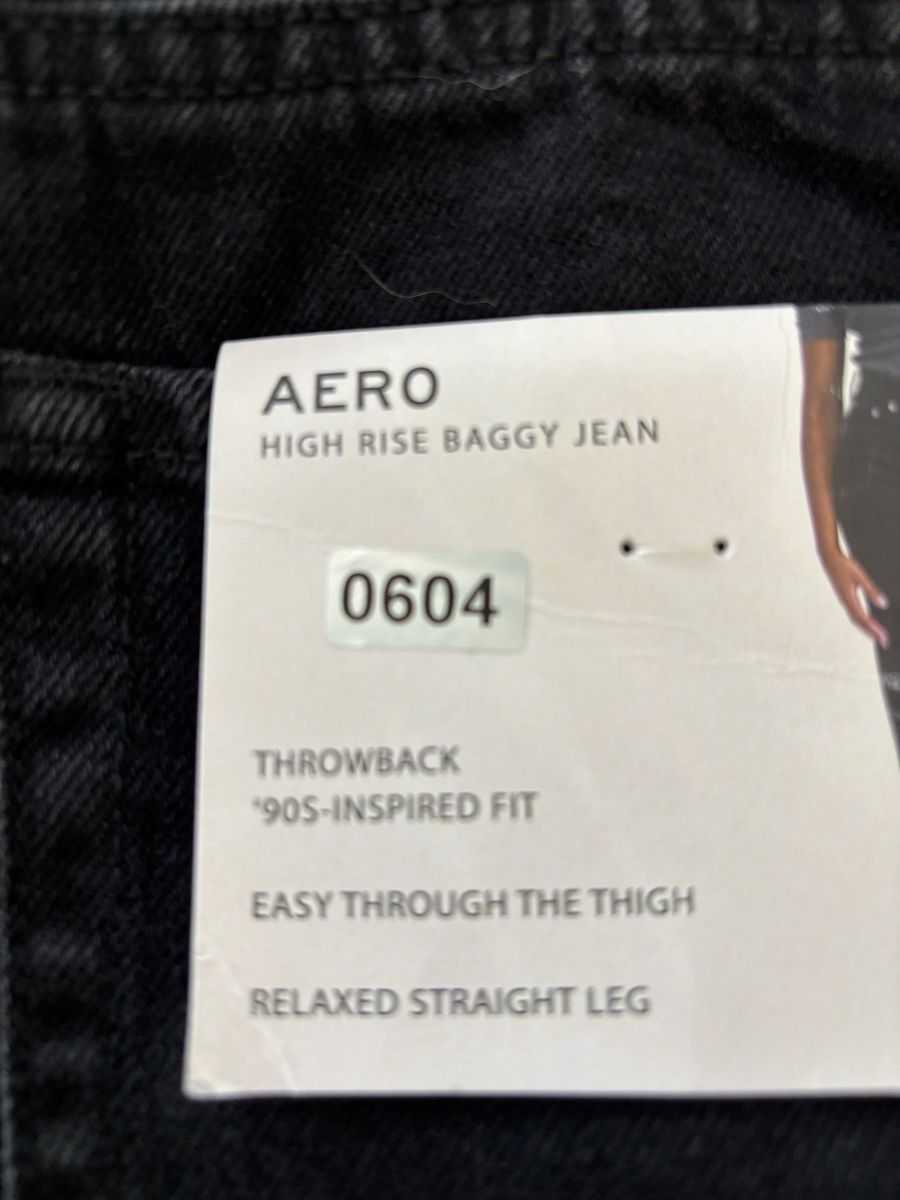 AERO
HIGH RISE BAGGY JEAN
0604
THROWBACK
'90S-INSPIRED FIT
EASY THROUGH THE THIGH
RELAXED STRAIGHT LEG